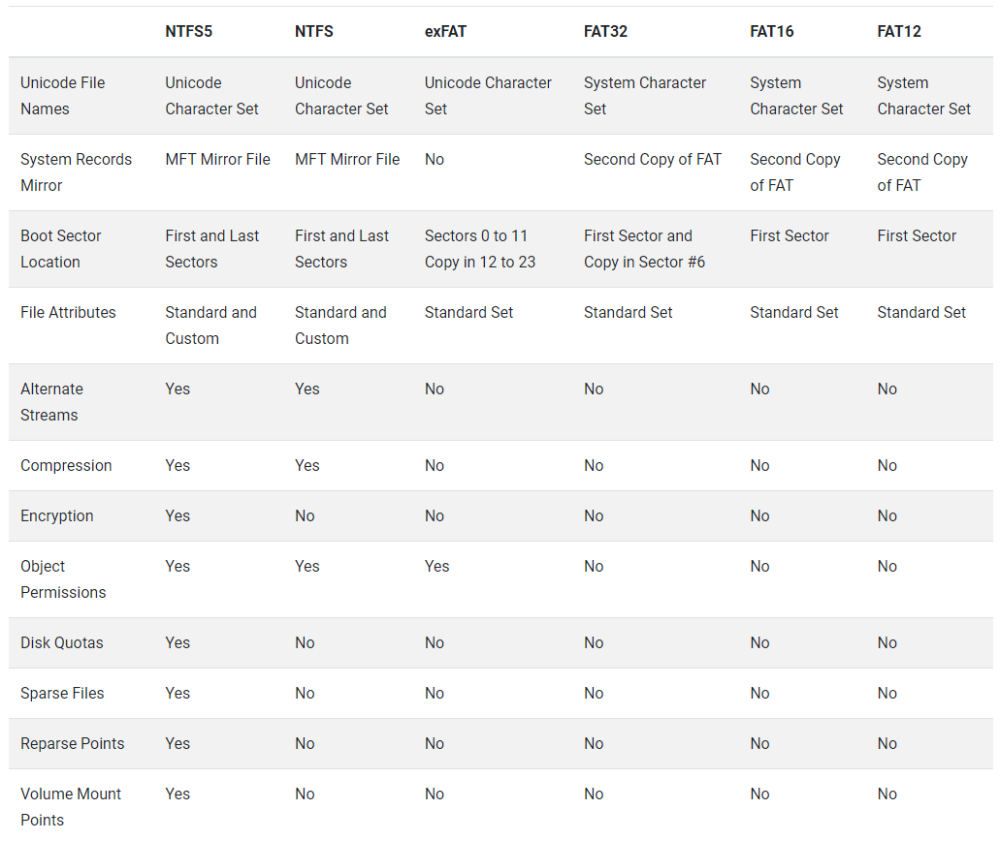 NTFS5 NTFS exFAT FAT32 FAT16 FAT12
Unicode File Unicode Unicode Unicode Character System Character System System
Names Character Set Character Set Set Set Character Set Character Set
System Records MFT Mirror File MFT Mirror File No Second Copy of FAT Second Copy Second Copy
Mirror of FAT of FAT
Boot Sector First and Last First and Last Sectors 0 to 11 First Sector and First Sector First Sector
Location Sectors Sectors Copy in 12 to 23 Copy in Sector #6
File Attributes Standard and Standard and Standard Set Standard Set Standard Set Standard Set
Custom Custom
Alternate Yes Yes No No No No
Streams
Compression Yes Yes No No No No
Encryption Yes No No No No No
Object Yes Yes Yes No No No
Permissions
Disk Quotas Yes No No No No No
Sparse Files Yes No No No No No
Reparse Points Yes No No No No No
Volume Mount Yes No No No No No
Points